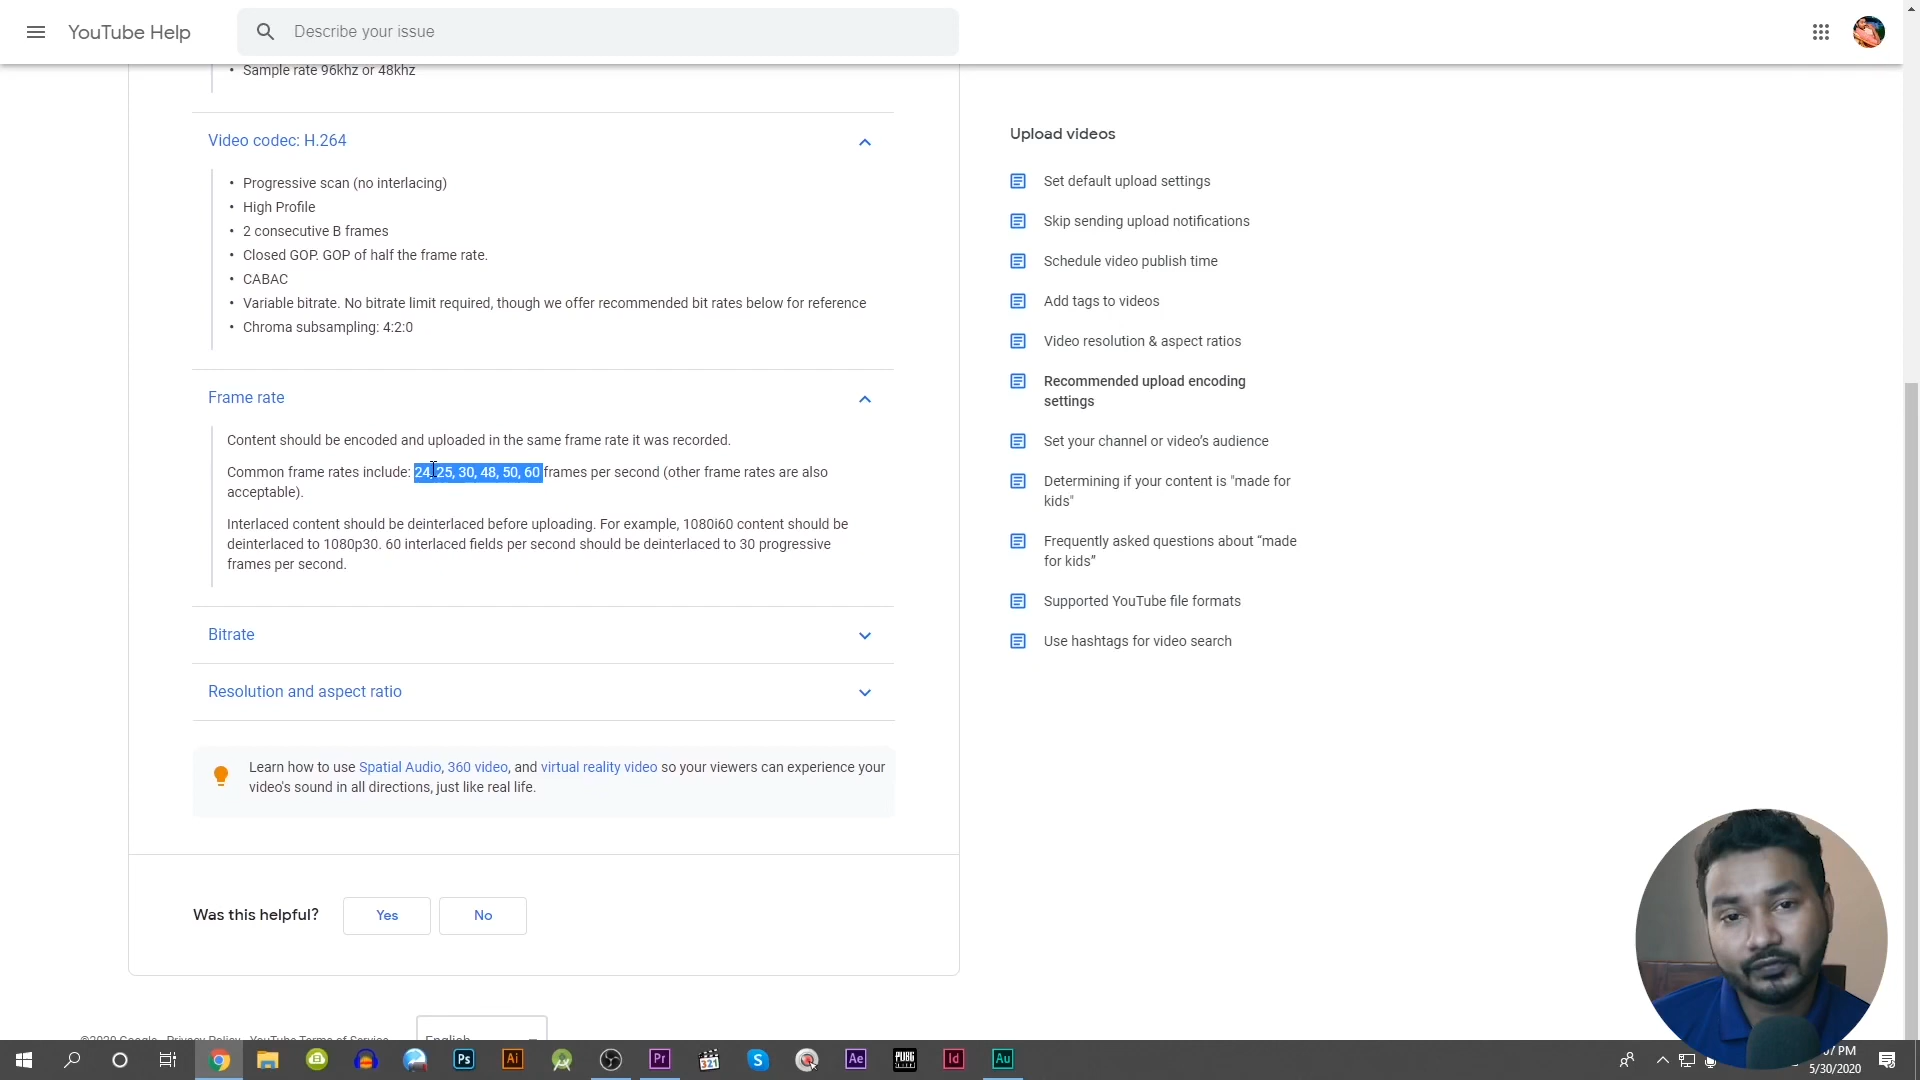 YouTube Help
Describe your issue
• Sample rate 96khz or 48khz
Video codec: H.264
• Progressive scan (no interlacing)
• High Profile
• 2 consecutive B frames
• Closed GOP. GOP of half the frame rate.
• CABAC
• Variable bitrate. No bitrate limit required, though we offer recommended bit rates below for reference
• Chroma subsampling: 4:2:0
Frame rate
Content should be encoded and uploaded in the same frame rate it was recorded.
Common frame rates include: 24, 25, 30, 48, 50, 60 frames per second (other frame rates are also
acceptable).
Interlaced content should be deinterlaced before uploading. For example, 1080i60 content should be
deinterlaced to 1080p30. 60 interlaced fields per second should be deinterlaced to 30 progressive
frames per second.
Bitrate
Resolution and aspect ratio
Learn how to use Spatial Audio, 360 video, and virtual reality video so your viewers can experience your
video's sound in all directions, just like real life.
Was this helpful?
Yes
No
©2020 Google Privacy Policy YouTube Terms of Service
English
Upload videos
Set default upload settings
Skip sending upload notifications
Schedule video publish time
Add tags to videos
Video resolution & aspect ratios
Recommended upload encoding
settings
Set your channel or video's audience
Determining if your content is "made for
kids"
Frequently asked questions about “made
for kids”
Supported YouTube file formats
Use hashtags for video search
Ps
Ai
Pr
321
S
Ae
PUBG
Id
Au
07 PM
5/30/2020